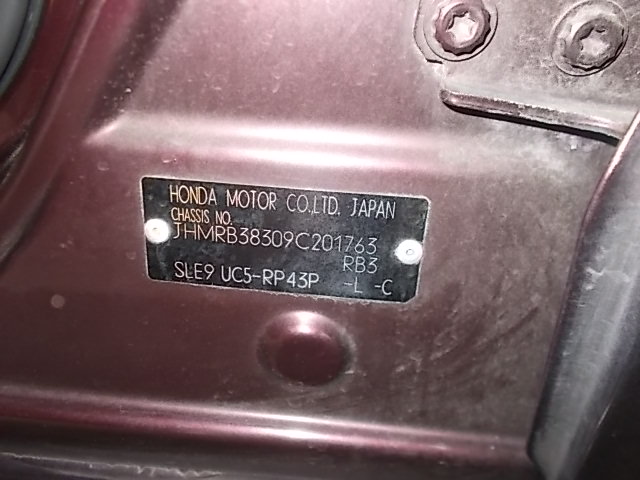 HONDA MOTOR CO.,LTD. JAPAN
CHASSIS NO.
JHMRB38309C201763
RB3
SLE9 UC5-RP43P -L -C